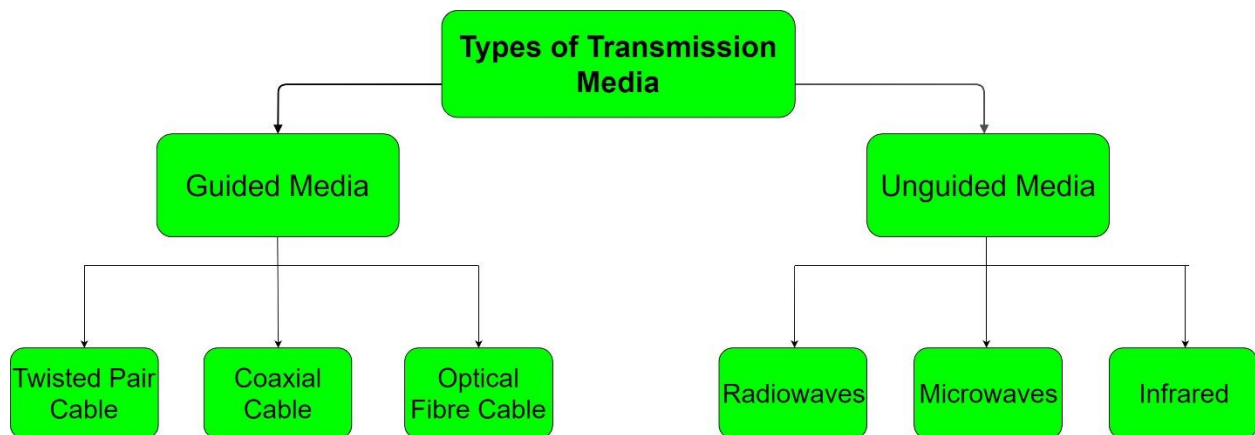 Types of Transmission
Media
Guided Media
Unguided Media
Twisted Pair
Cable
Coaxial
Cable
Optical
Fibre Cable
Radiowaves
Microwaves
Infrared